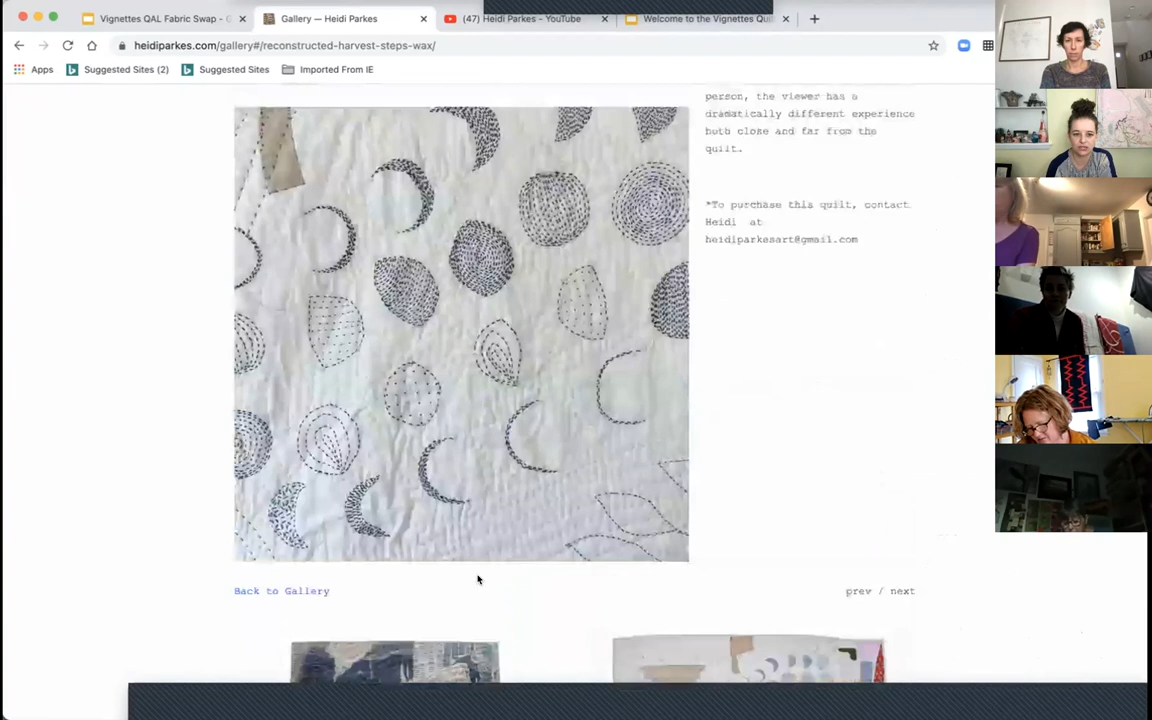 Vignettes QAL Fabric Swap - G
Gallery — Heidi Parkes
(47) Heidi Parkes - YouTube
Welcome to the Vignettes Quil
heidiparkes.com/gallery#/reconstructed-harvest-steps-wax/
Apps
Suggested Sites (2)
Suggested Sites
Imported From IE
person, the viewer has a
dramatically different experience
both close and far from the
quilt.
*To purchase this quilt, contact
Heidi at
heidiparkesart@gmail.com
Back to Gallery
prev / next